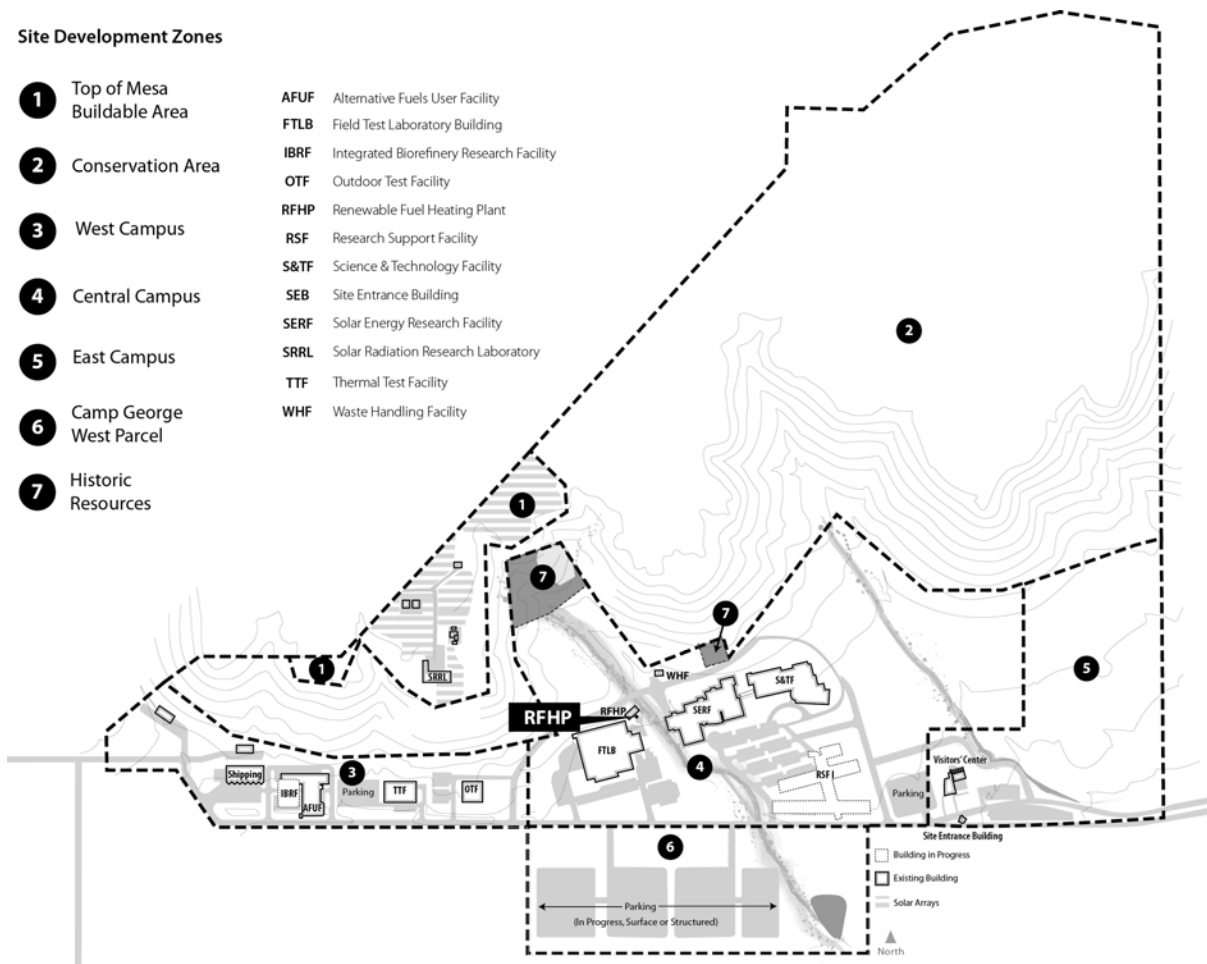 Site Development Zones
1 Top of Mesa
Buildable Area
2 Conservation Area
3 West Campus
4 Central Campus
5 East Campus
6 Camp George
West Parcel
7 Historic
Resources
AFUF Alternative Fuels User Facility
FTLB Field Test Laboratory Building
IBRF Integrated Biorefinery Research Facility
OTF Outdoor Test Facility
RFHP Renewable Fuel Heating Plant
RSF Research Support Facility
S&TF Science & Technology Facility
SEB Site Entrance Building
SERF Solar Energy Research Facility
SRRL Solar Radiation Research Laboratory
TTF Thermal Test Facility
WHF Waste Handling Facility
2
1
7
7
1
5
SRRL
WHF
S&TF
RFHP
RFHP
SERF
FTLB
4
Visitors' Center
Shipping
3
IBRF
AFUF
Parking
TTF
OTF
RSF I
Parking
Site Entrance Building
6
Building in Progress
Existing Building
Solar Arrays
Parking
(In Progress, Surface or Structured)
North